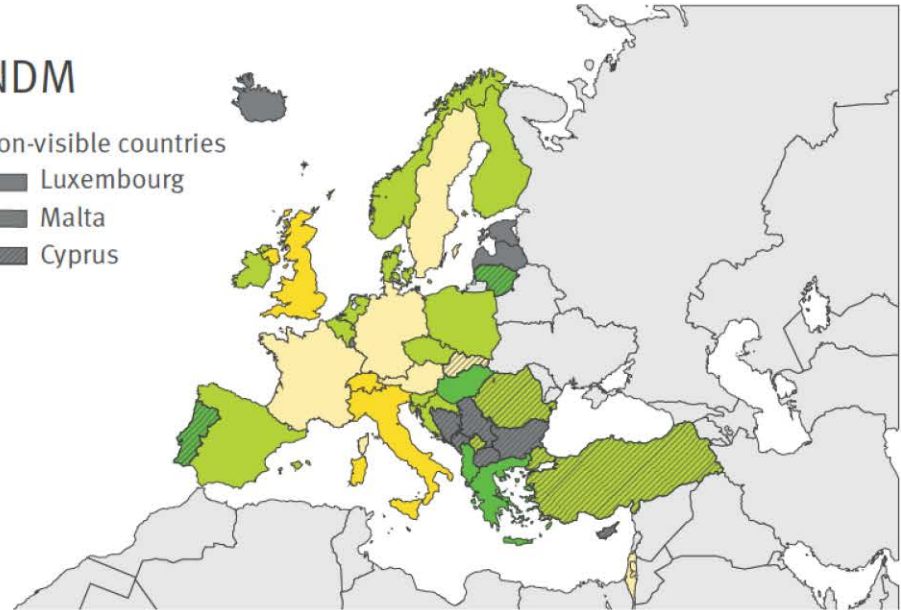 NDM
on-visible countries
Luxembourg
Malta
Cyprus